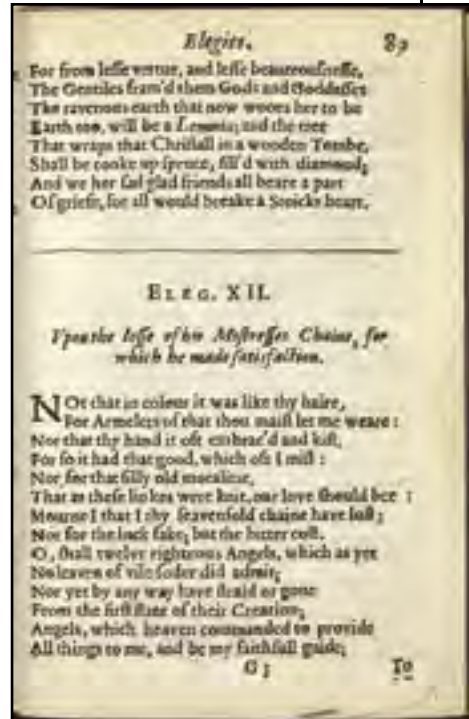 Elegies. 89
For from lesse vertue, and lesse beauteousnesse,
The Gentiles fram'd them Gods and Goddesses
The ravenous earth that now wooes her to be
Earth too, will be a Lemnia; and the tree
That wraps that Christall in a wooden Tombe,
Shall be tooke up spruce, fill'd with diamond;
And we her sad glad friends all beare a part
Of griefe, for all would breake a Stoicks heart.
ELEG. XII.
Vpon the losse of his Mistresses Chaine, for
which he made satisfaction.
NOt that in colour it was like thy haire,
For Armelets of that thou maist let me weare:
Nor that thy hand it oft embrac'd and kist,
For so it had that good, which oft I mist:
Nor for that silly old moralitie,
That as these linkes were knit, our love should bee:
Mourne I that I thy seavenfold chaine have lost;
Nor for the luck sake; but the bitter cost.
O, shall twelve righteous Angels, which as yet
No leaven of vile soder did admit;
Nor yet by any way have straid or gone
From the first state of their Creation;
Angels, which heaven commanded to provide
All things to me, and be my faithfull guide;
G3 To